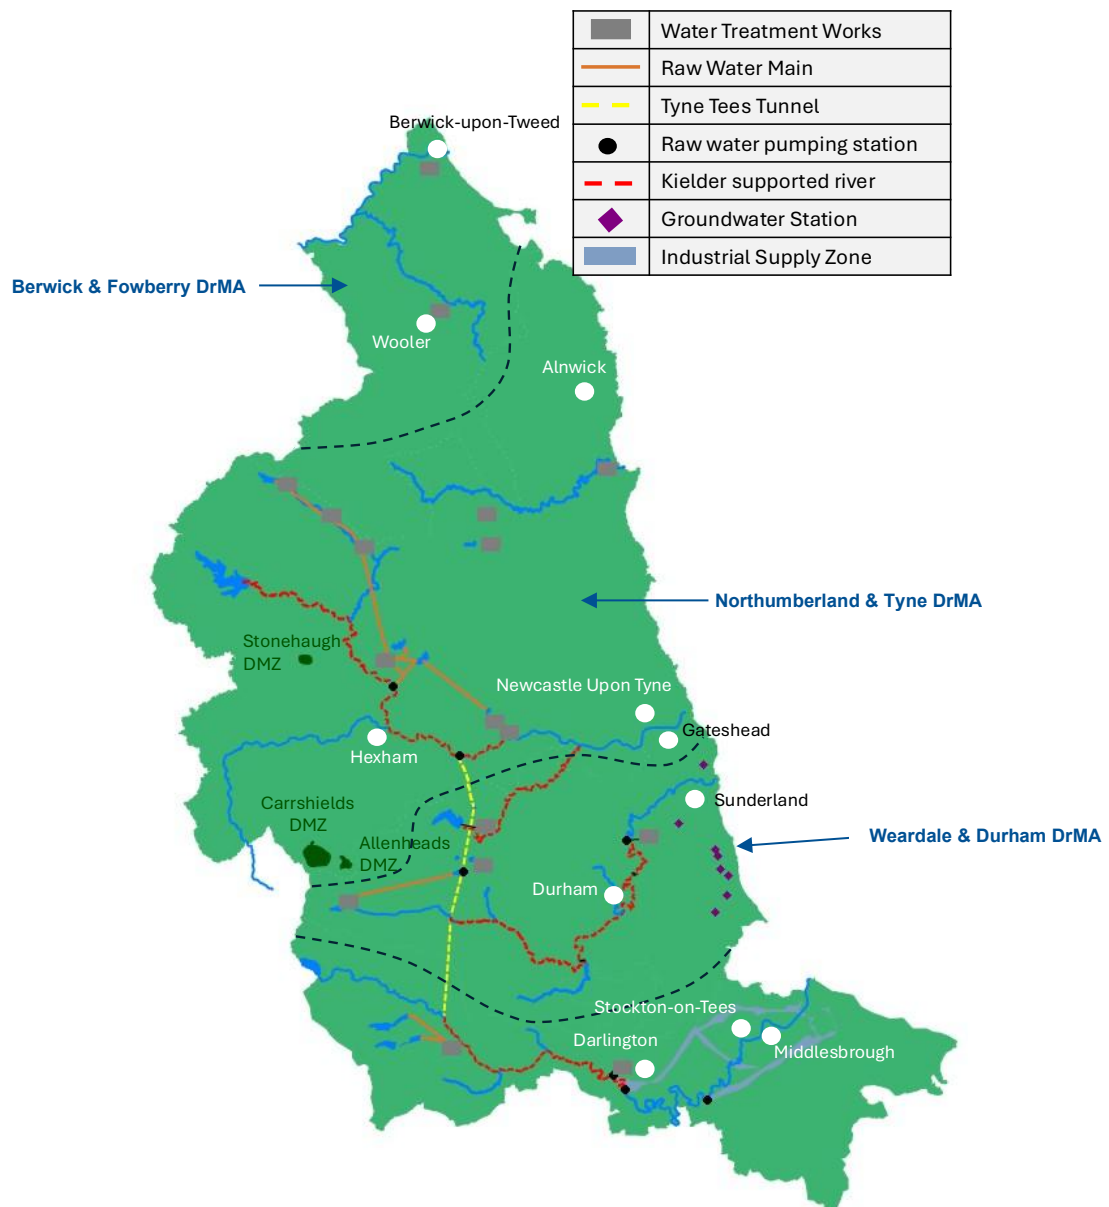 Water Treatment Works
Raw Water Main
Tyne Tees Tunnel
Raw water pumping station
Kielder supported river
Groundwater Station
Industrial Supply Zone
Berwick-upon-Tweed
Berwick & Fowberry DrMA
Wooler
Alnwick
Northumberland & Tyne DrMA
Stonehaugh
DMZ
Newcastle Upon Tyne
Gateshead
Hexham
Carrshields
DMZ
Allenheads
DMZ
Sunderland
Weardale & Durham DrMA
Durham
Stockton-on-Tees
Darlington
Middlesbrough